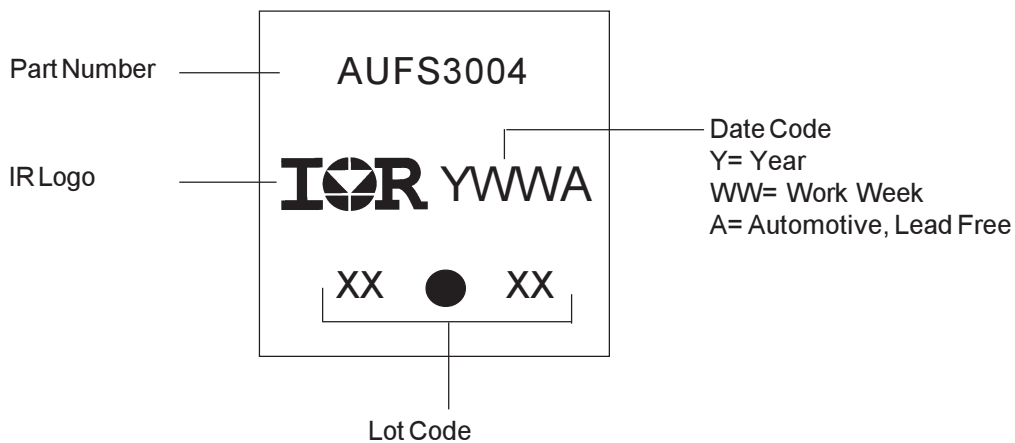 Part Number
AUFS3004
IR Logo
IOR YWWA
Date Code
Y= Year
WW= Work Week
A= Automotive, Lead Free
XX XX
Lot Code